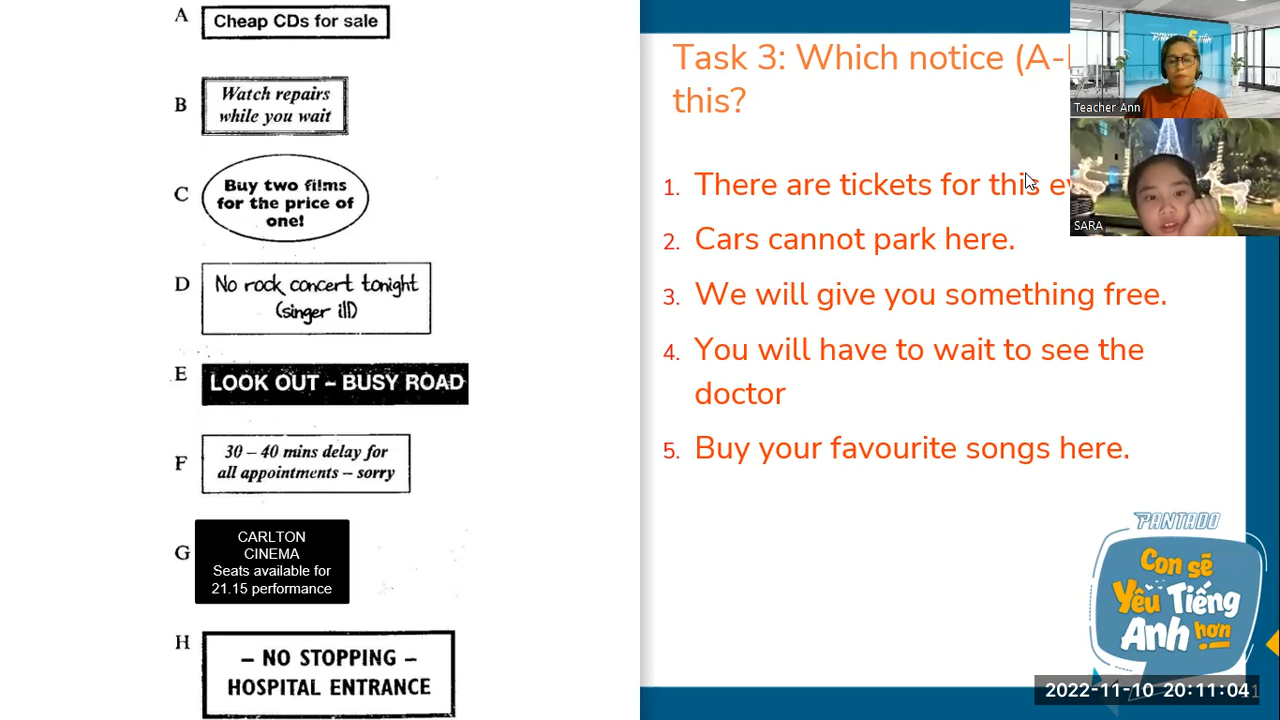 A
Cheap CDs for sale
B
Watch repairs
while you wait
C
Buy two films
for the price of
one!
D
No rock concert tonight
(singer ill)
E
LOOK OUT – BUSY ROAD
F
30 – 40 mins delay for
all appointments – sorry
G
CARLTON
CINEMA
Seats available for
21.15 performance
H
– NO STOPPING –
HOSPITAL ENTRANCE
Task 3: Which notice (A-
this?
1. There are tickets for this
2. Cars cannot park here.
3. We will give you something free.
4. You will have to wait to see the
doctor
5. Buy your favourite songs here.
Teacher Ann
SARA
PANTADO
Con sẽ
Yêu Tiếng
Anh hơn
2022-11-10 20:11:04